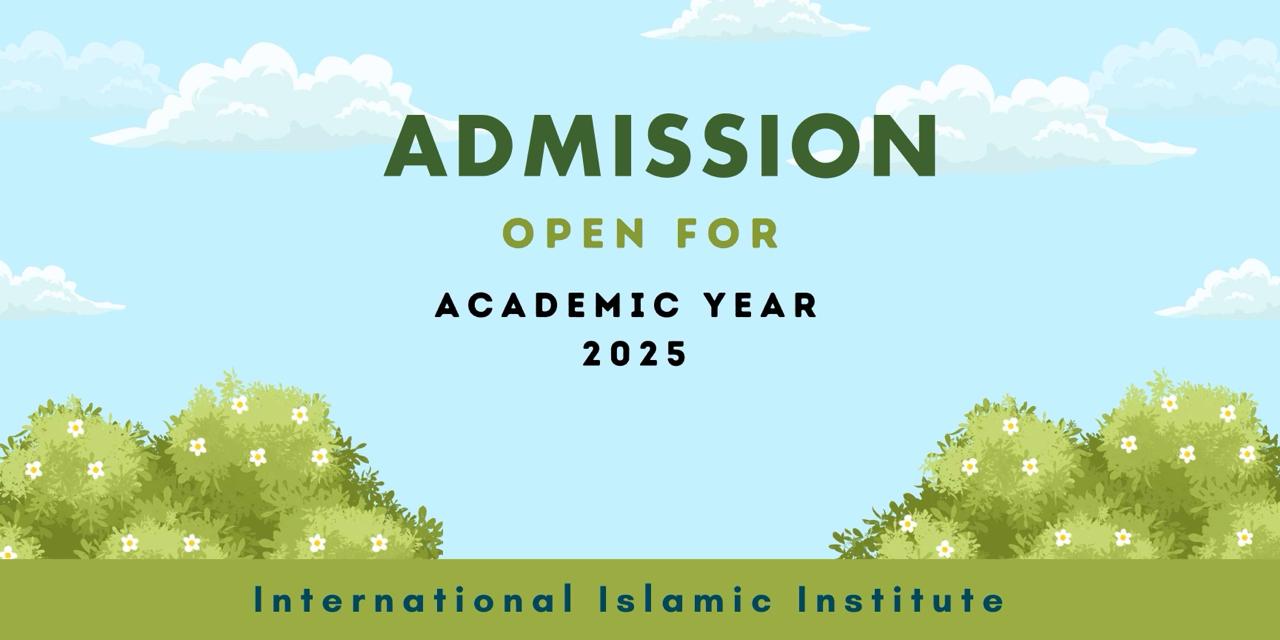 ADMISSION
OPEN FOR
ACADEMIC YEAR
2025
International Islamic Institute